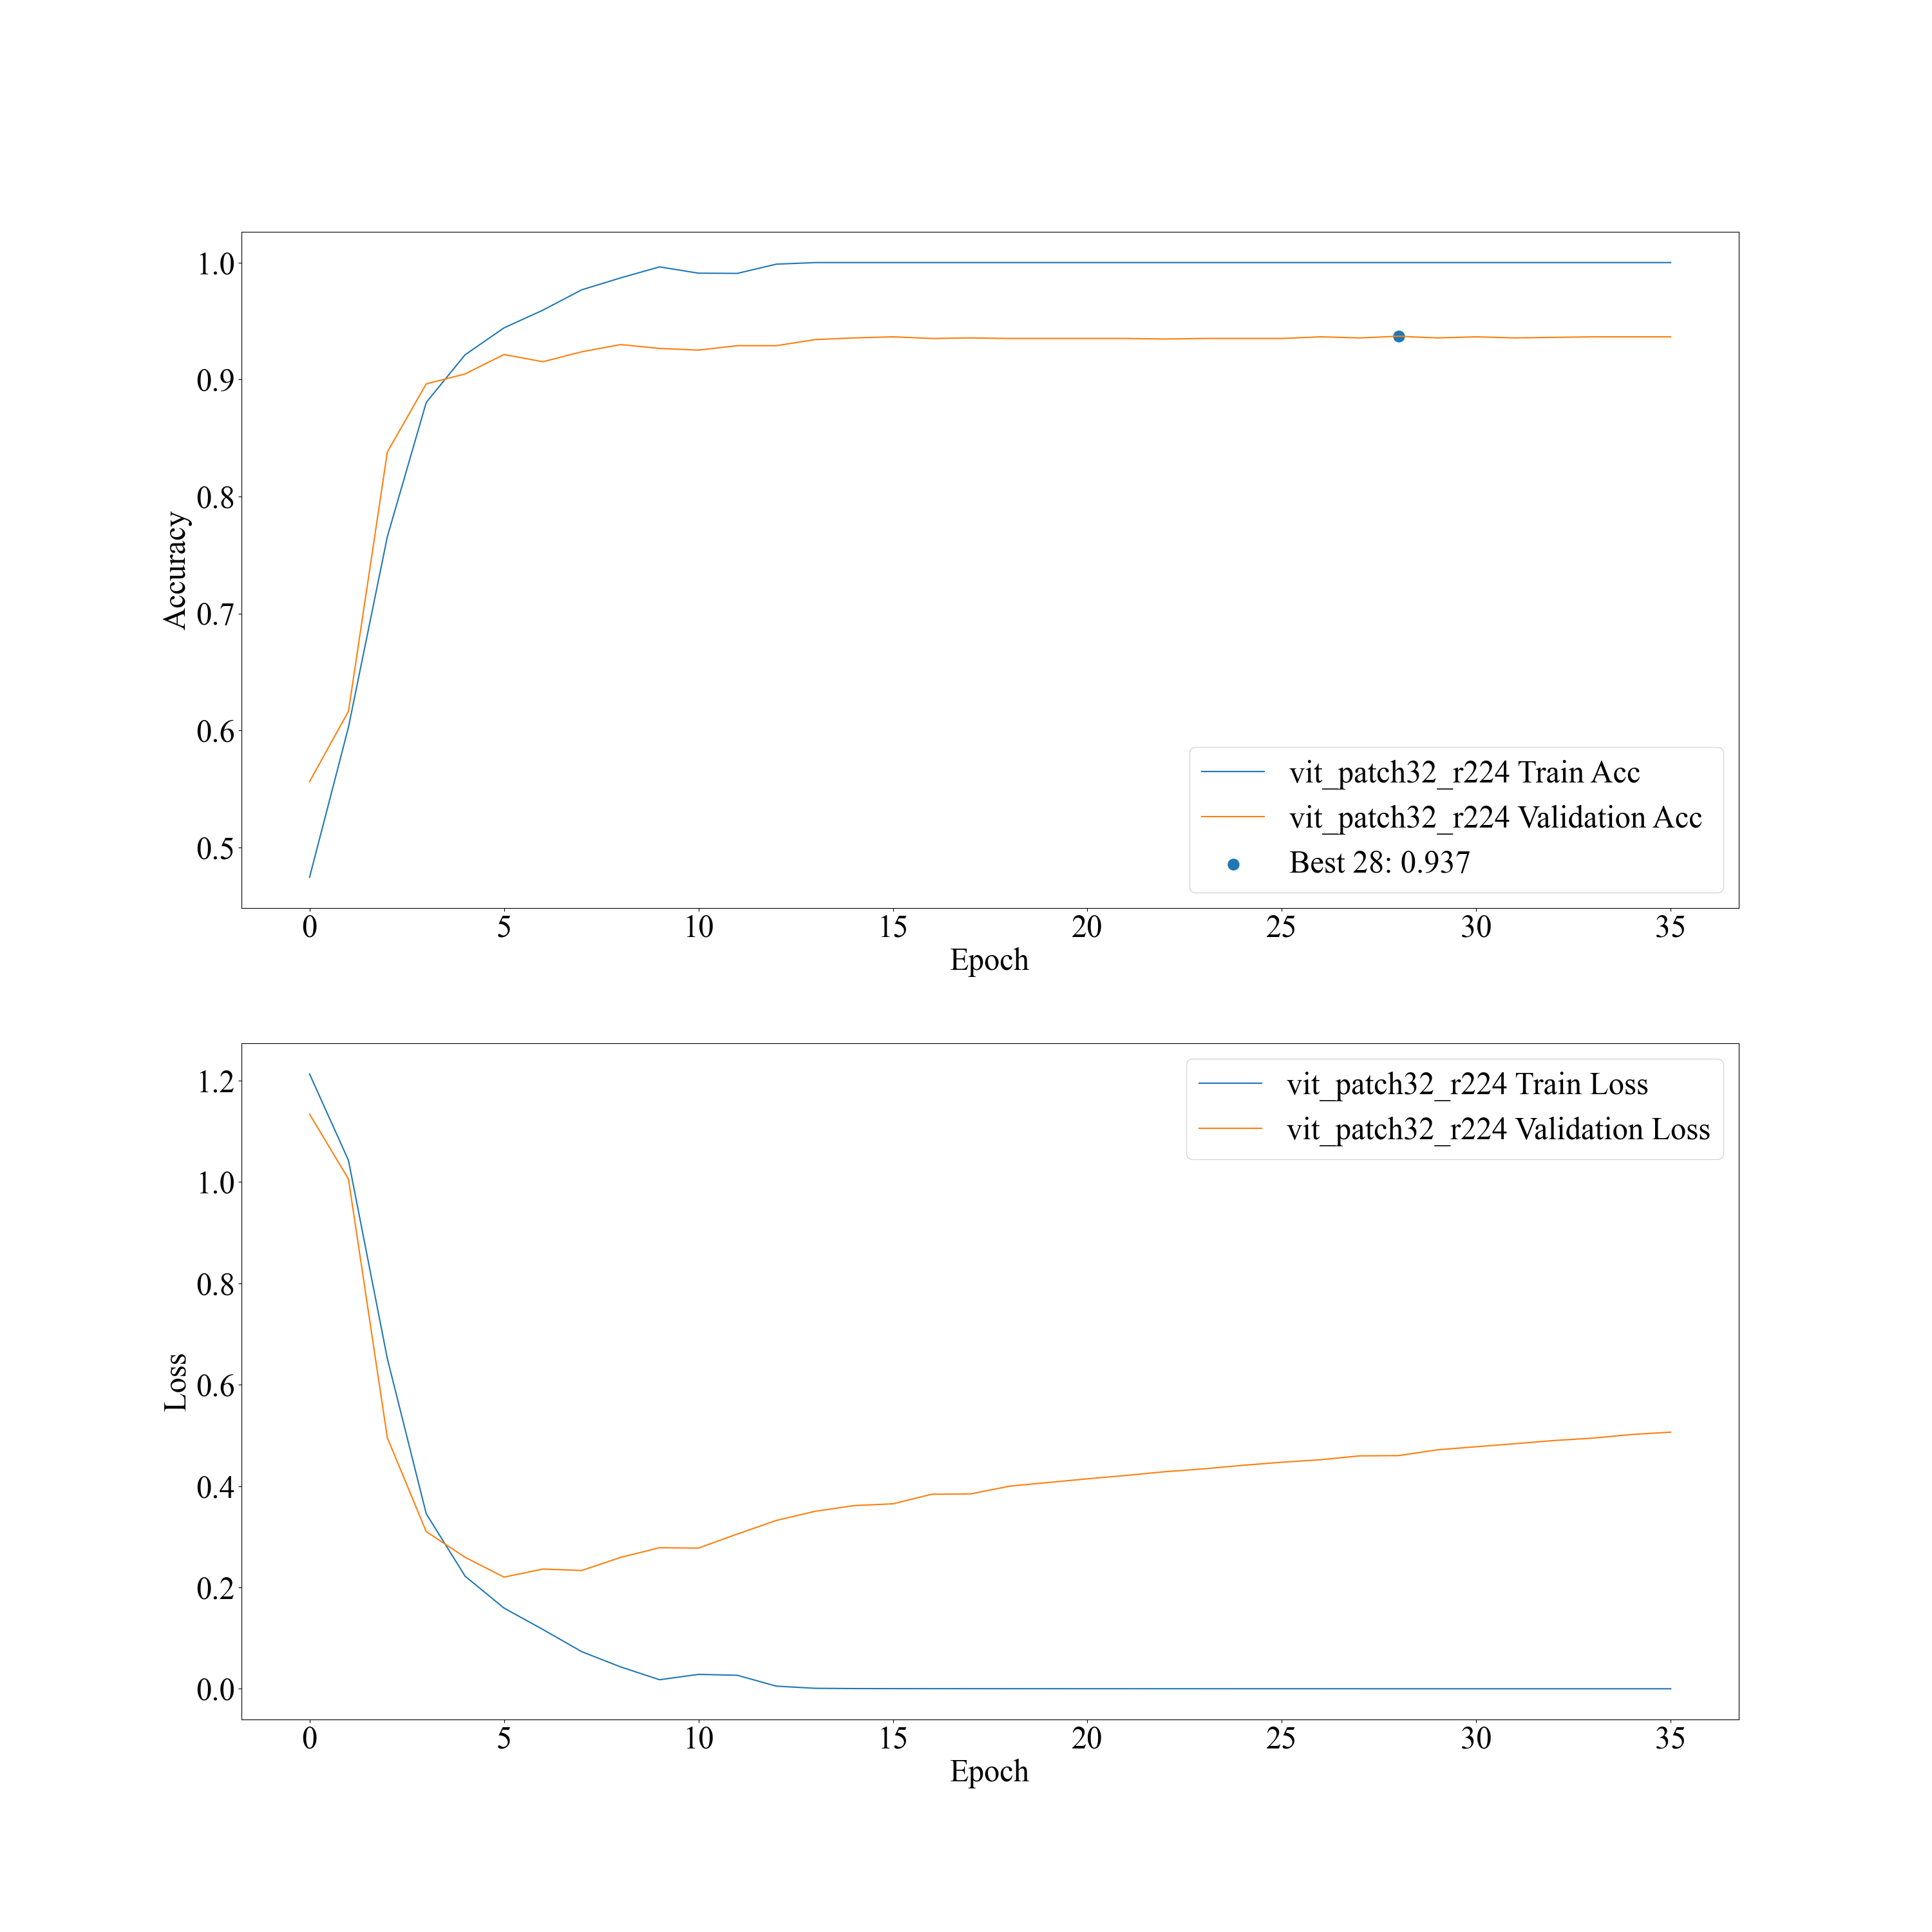 1.0
0.9
0.8
0.7
0.6
0.5
Accuracy
vit_patch32_r224 Train Acc
vit_patch32_r224 Validation Acc
Best 28: 0.937
0 5 10 15 20 25 30 35
Epoch
1.2
1.0
0.8
0.6
0.4
0.2
0.0
Loss
vit_patch32_r224 Train Loss
vit_patch32_r224 Validation Loss
0 5 10 15 20 25 30 35
Epoch